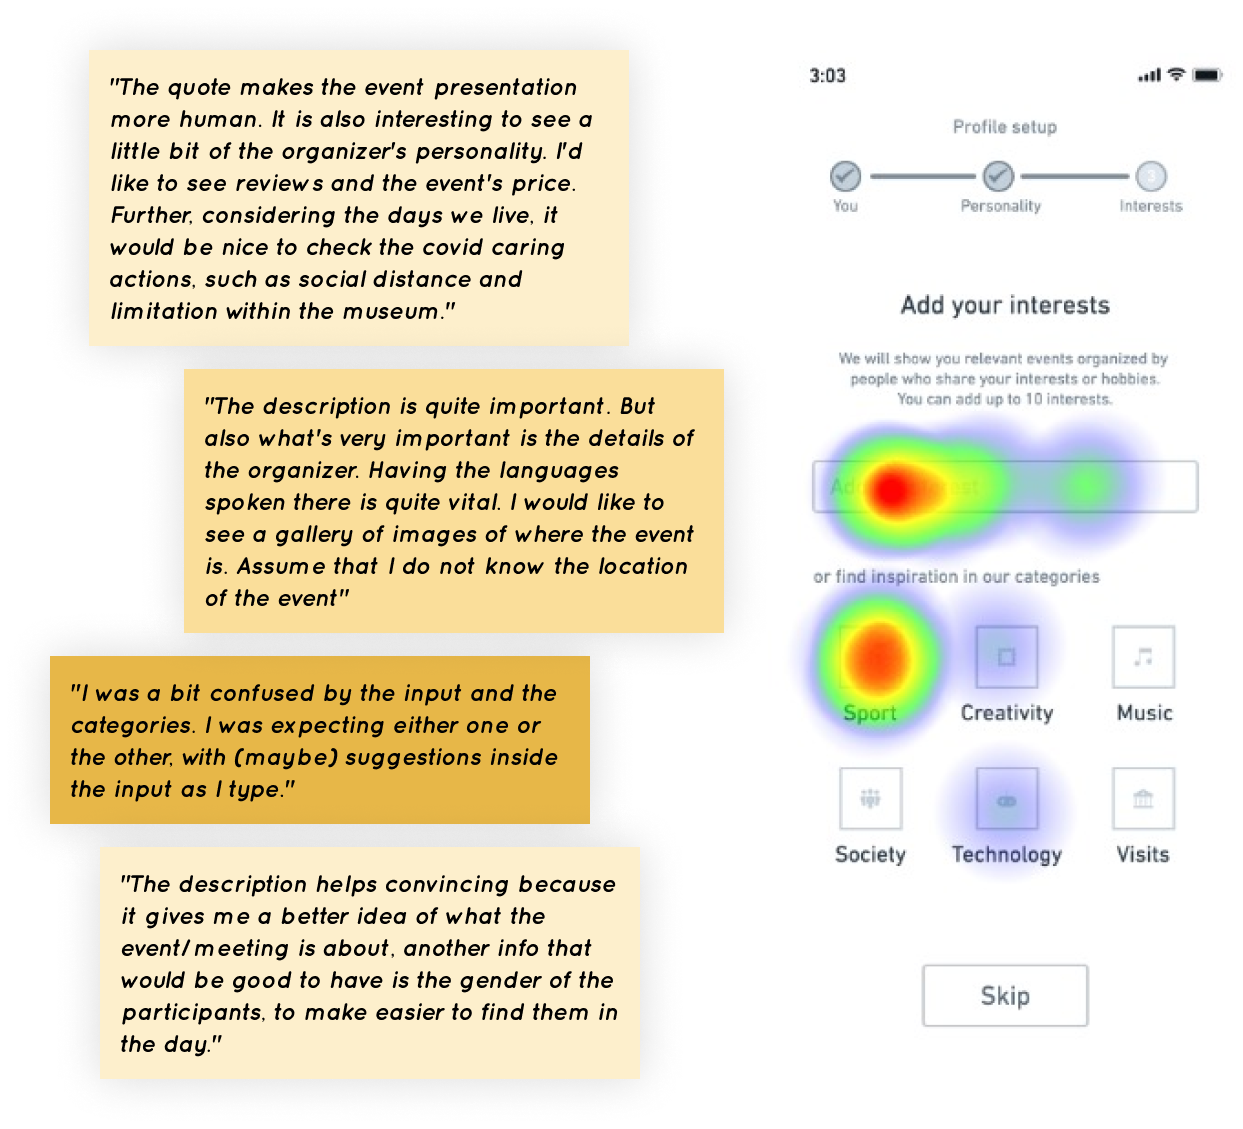 "The quote makes the event presentation
more human. It is also interesting to see a
little bit of the organizer's personality. I'd
like to see reviews and the event's price.
Further, considering the days we live, it
would be nice to check the covid caring
actions, such as social distance and
limitation within the museum."
"The description is quite important. But
also what's very important is the details of
the organizer. Having the languages
spoken there is quite vital. I would like to
see a gallery of images of where the event
is. Assume that I do not know the location
of the event"
"I was a bit confused by the input and the
categories. I was expecting either one or
the other, with (maybe) suggestions inside
the input as I type."
"The description helps convincing because
it gives me a better idea of what the
event/meeting is about, another info that
would be good to have is the gender of the
participants, to make easier to find them in
the day."
3:03
Profile setup
3
You Personality Interests
Add your interests
We will show you relevant events organized by
people who share your interests or hobbies.
You can add up to 10 interests.
or find inspiration in our categories
Sport Creativity Music
Society Technology Visits
Skip